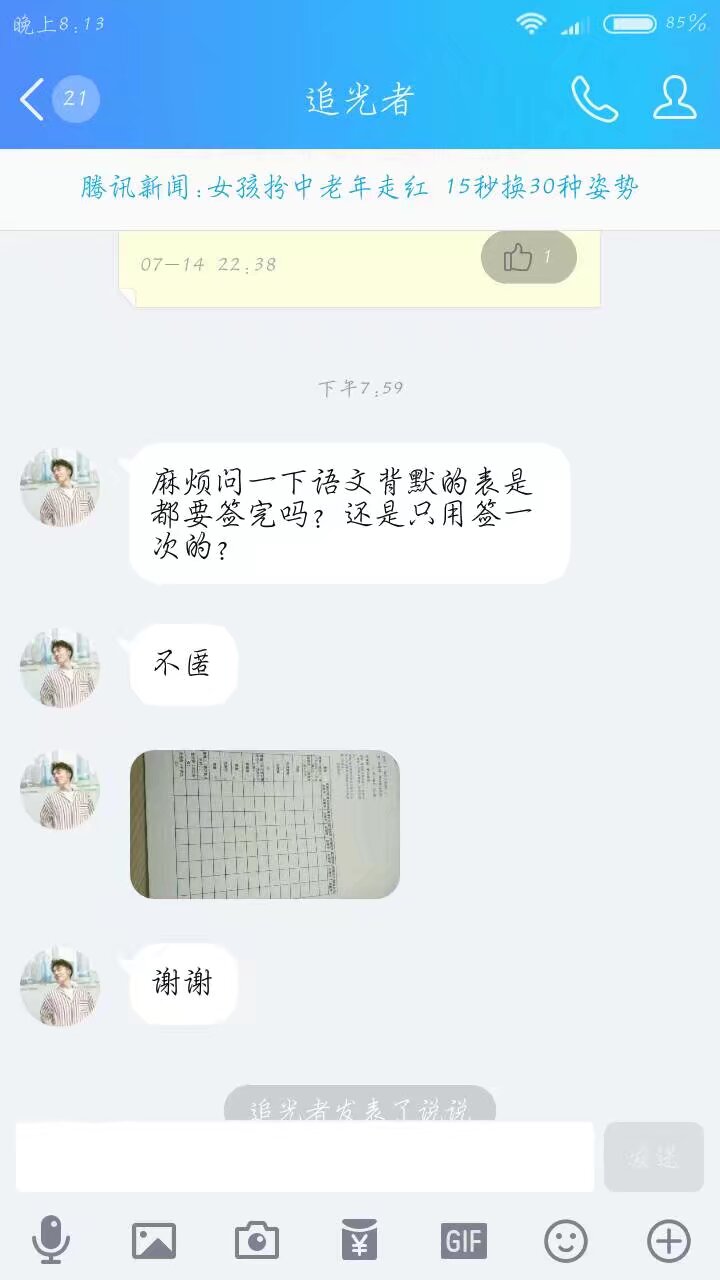 晚上8:13
85%
21
追光者
腾讯新闻:女孩扮中老年走红 15秒换30种姿势
07-14 22:38
1
下午7:59
麻烦问一下语文背默的表是
都要签完吗？还是只用签一
次的？
不匿
谢谢
追光者发表了说说
发送
GIF